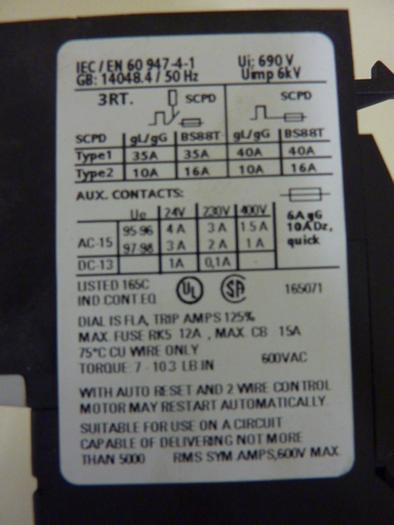 IEC / EN 60 947-4-1 Ui; 690 V
GB: 14048.4 / 50 Hz Uimp 6kV
3RT. SCPD SCPD
SCPD gL/gG BS88T gL/gG BS88T
Type1 35A 35A 40A 40A
Type2 10A 16A 10A 16A
AUX. CONTACTS:
Ue 24V 230V 400V 6A gG
AC-15 95-96 4 A 3 A 1.5 A 10A Dz,
97-98 3 A 2 A 1 A quick
DC-13 1A 0,1A -
LISTED 165C UL SA 165071
IND.CONT.EQ.
DIAL IS FLA, TRIP AMPS 125%
MAX. FUSE RK5 12A , MAX. CB 15A
75°C CU WIRE ONLY 600VAC
TORQUE: 7 - 10.3 LB IN
WITH AUTO RESET AND 2 WIRE CONTROL
MOTOR MAY RESTART AUTOMATICALLY
SUITABLE FOR USE ON A CIRCUIT
CAPABLE OF DELIVERING NOT MORE
THAN 5000 RMS SYM AMPS,600V MAX